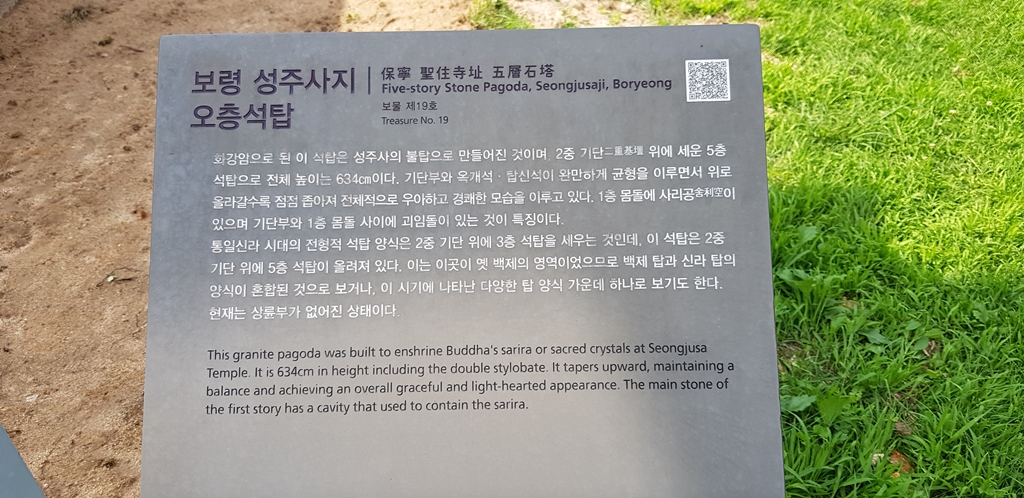 보령 성주사지
오층석탑
保寧 聖住寺址 五層石塔
Five-story Stone Pagoda, Seongjusaji, Boryeong
보물 제19호
Treasure No. 19
화강암으로 된 이 석탑은 성주사의 불탑으로 만들어진 것이며, 2중 기단二重基壇 위에 세운 5층
석탑으로 전체 높이는 634cm이다. 기단부와 옥개석 · 탑신석이 완만하게 균형을 이루면서 위로
올라갈수록 점점 좁아져 전체적으로 우아하고 경쾌한 모습을 이루고 있다. 1층 몸돌에 사리공舍利空이
있으며 기단부와 1층 몸돌 사이에 괴임돌이 있는 것이 특징이다.
통일신라 시대의 전형적 석탑 양식은 2중 기단 위에 3층 석탑을 세우는 것인데, 이 석탑은 2중
기단 위에 5층 석탑이 올려져 있다. 이는 이곳이 옛 백제의 영역이었으므로 백제 탑과 신라 탑의
양식이 혼합된 것으로 보거나, 이 시기에 나타난 다양한 탑 양식 가운데 하나로 보기도 한다.
현재는 상륜부가 없어진 상태이다.
This granite pagoda was built to enshrine Buddha's sarira or sacred crystals at Seongjusa
Temple. It is 634cm in height including the double stylobate. It tapers upward, maintaining a
balance and achieving an overall graceful and light-hearted appearance. The main stone of
the first story has a cavity that used to contain the sarira.